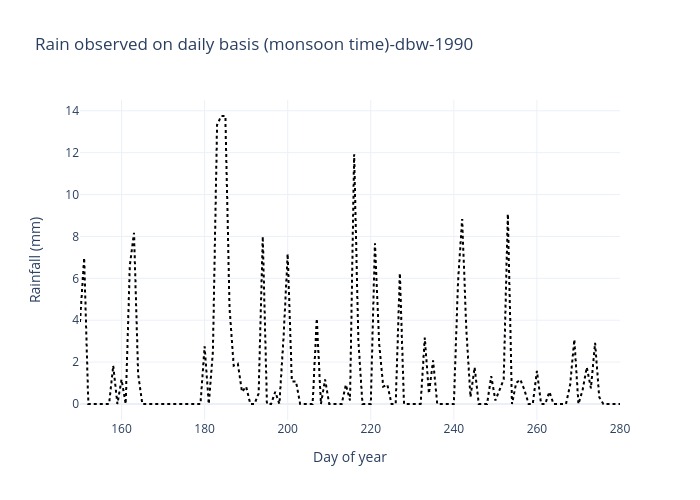 Rain observed on daily basis (monsoon time)-dbw-1990
14
12
10
8
6
4
2
0
Rainfall (mm)
160 180 200 220 240 260 280
Day of year